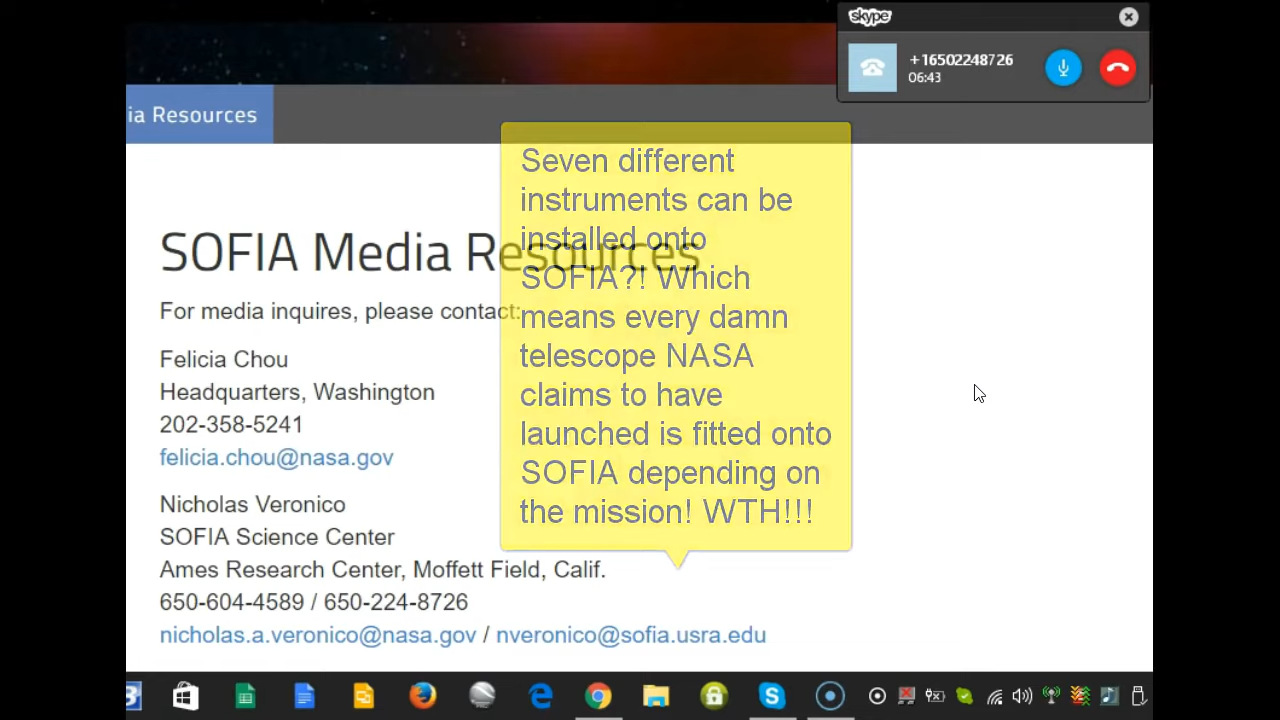 skype
+16502248726
06:43
ia Resources
SOFIA Media Resources
For media inquires, please contact:
Felicia Chou
Headquarters, Washington
202-358-5241
felicia.chou@nasa.gov
Nicholas Veronico
SOFIA Science Center
Ames Research Center, Moffett Field, Calif.
650-604-4589 / 650-224-8726
nicholas.a.veronico@nasa.gov / nveronico@sofia.usra.edu
Seven different
instruments can be
installed onto
SOFIA?! Which
means every damn
telescope NASA
claims to have
launched is fitted onto
SOFIA depending on
the mission! WTH!!!